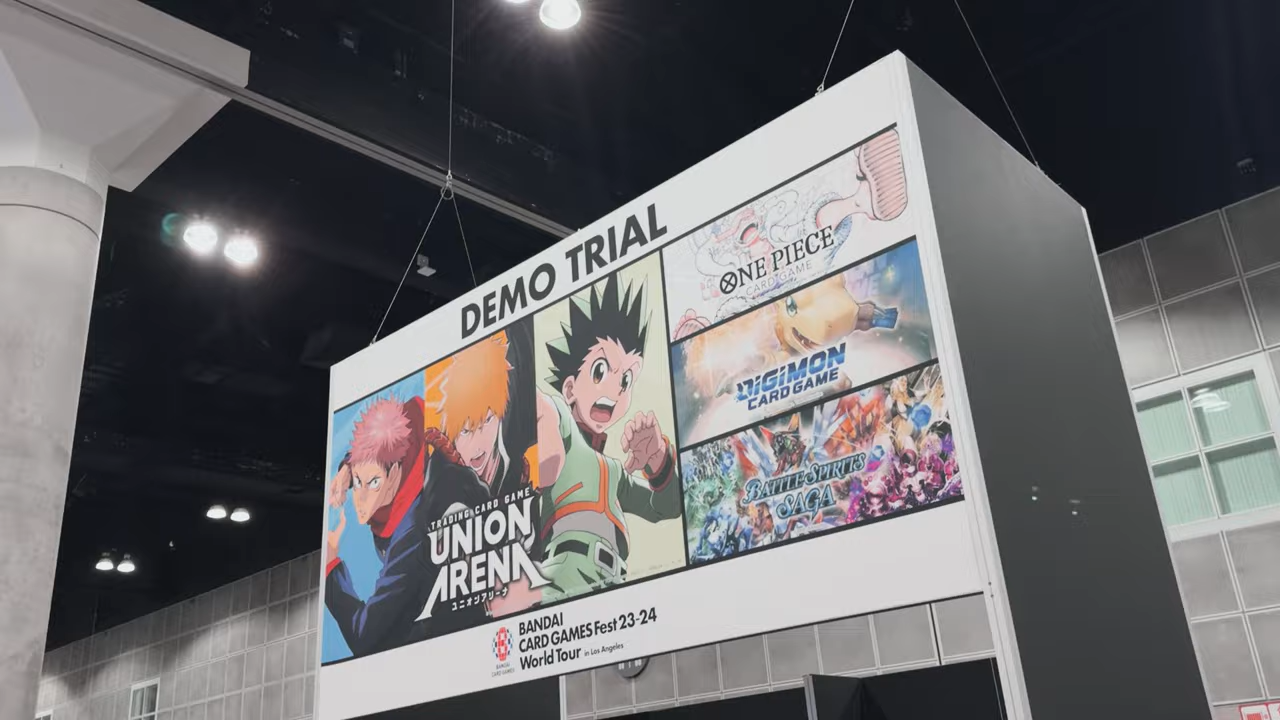 DEMO TRIAL
TRADING CARD GAME
UNION
ARENA
ユニオンアリーナ
ONE PIECE
CARD GAME
DIGIMON
CARD GAME
BATTLE SPIRITS
SAGA
BANDAI
CARD GAMES
BANDAI
CARD GAMES Fest 23-24
World Tour in Los Angeles